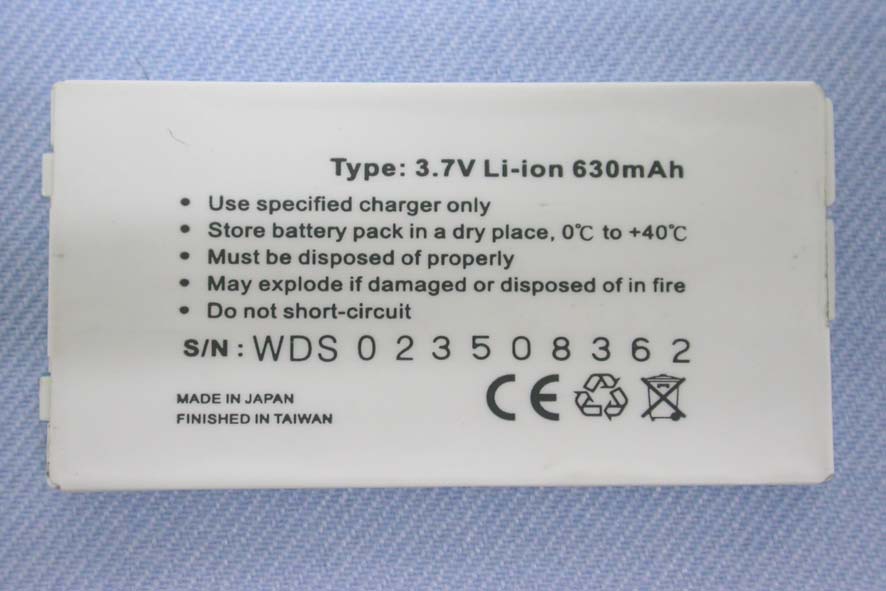 Type: 3.7V Li-ion 630mAh
• Use specified charger only
• Store battery pack in a dry place, 0℃ to +40℃
• Must be disposed of properly
• May explode if damaged or disposed of in fire
• Do not short-circuit
S/N : WDS 0 2 3 5 0 8 3 6 2
MADE IN JAPAN
FINISHED IN TAIWAN
CE